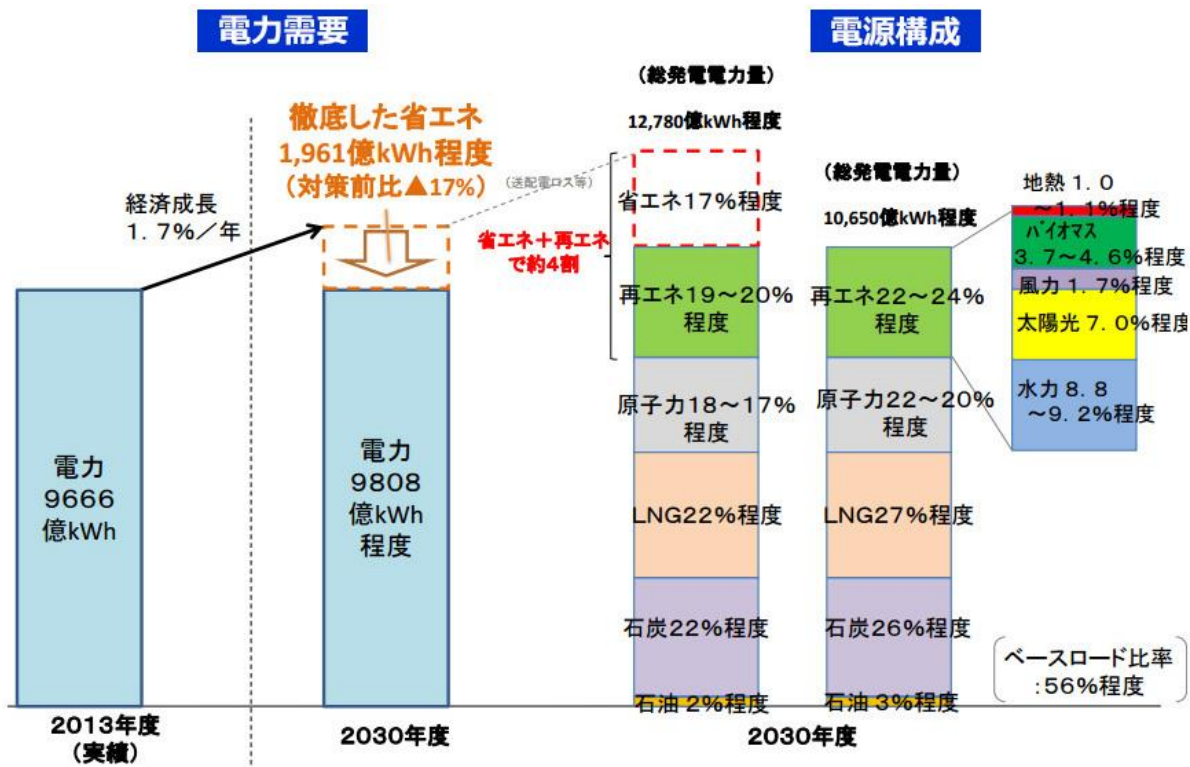 電力需要
電源構成
徹底した省エネ
1,961億kWh程度
(対策前比▲17%)
経済成長
1.7%/年
電力
9666
億kWh
電力
9808
億kWh
程度
2013年度
(実績)
2030年度
(送配電ロス等)
(総発電電力量)
12,780億kWh程度
省エネ17%程度
省エネ+再エネ
で約4割
再エネ19~20%
程度
原子力18~17%
程度
LNG22%程度
石炭22%程度
石油2%程度
(総発電電力量)
10,650億kWh程度
再エネ22~24%
程度
原子力22~20%
程度
LNG27%程度
石炭26%程度
石油3%程度
2030年度
地熱1.0
~1.1%程度
バイオマス
3.7~4.6%程度
風力1.7%程度
太陽光7.0%程度
水力8.8
~9.2%程度
ベースロード比率
:56%程度